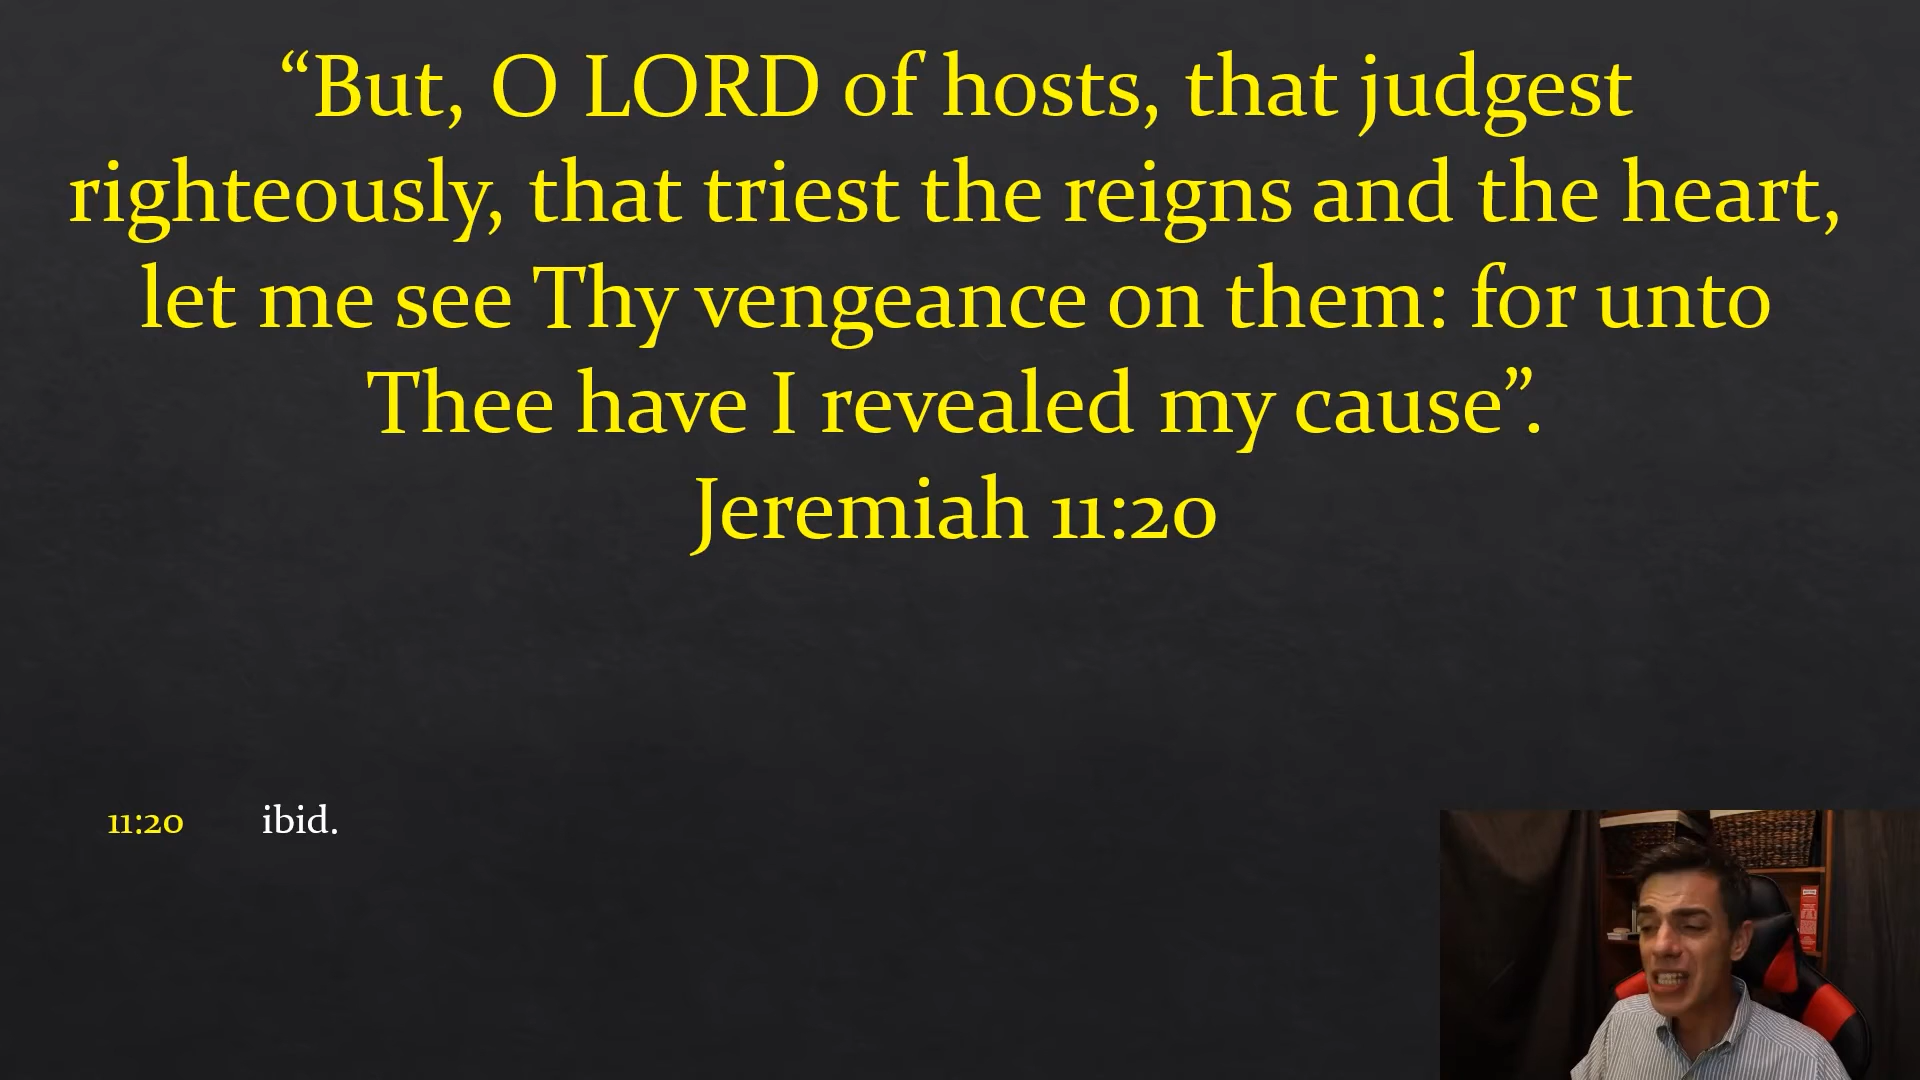 “But, O LORD of hosts, that judgest
righteously, that triest the reigns and the heart,
let me see Thy vengeance on them: for unto
Thee have I revealed my cause”.
Jeremiah 11:20
11:20 ibid.